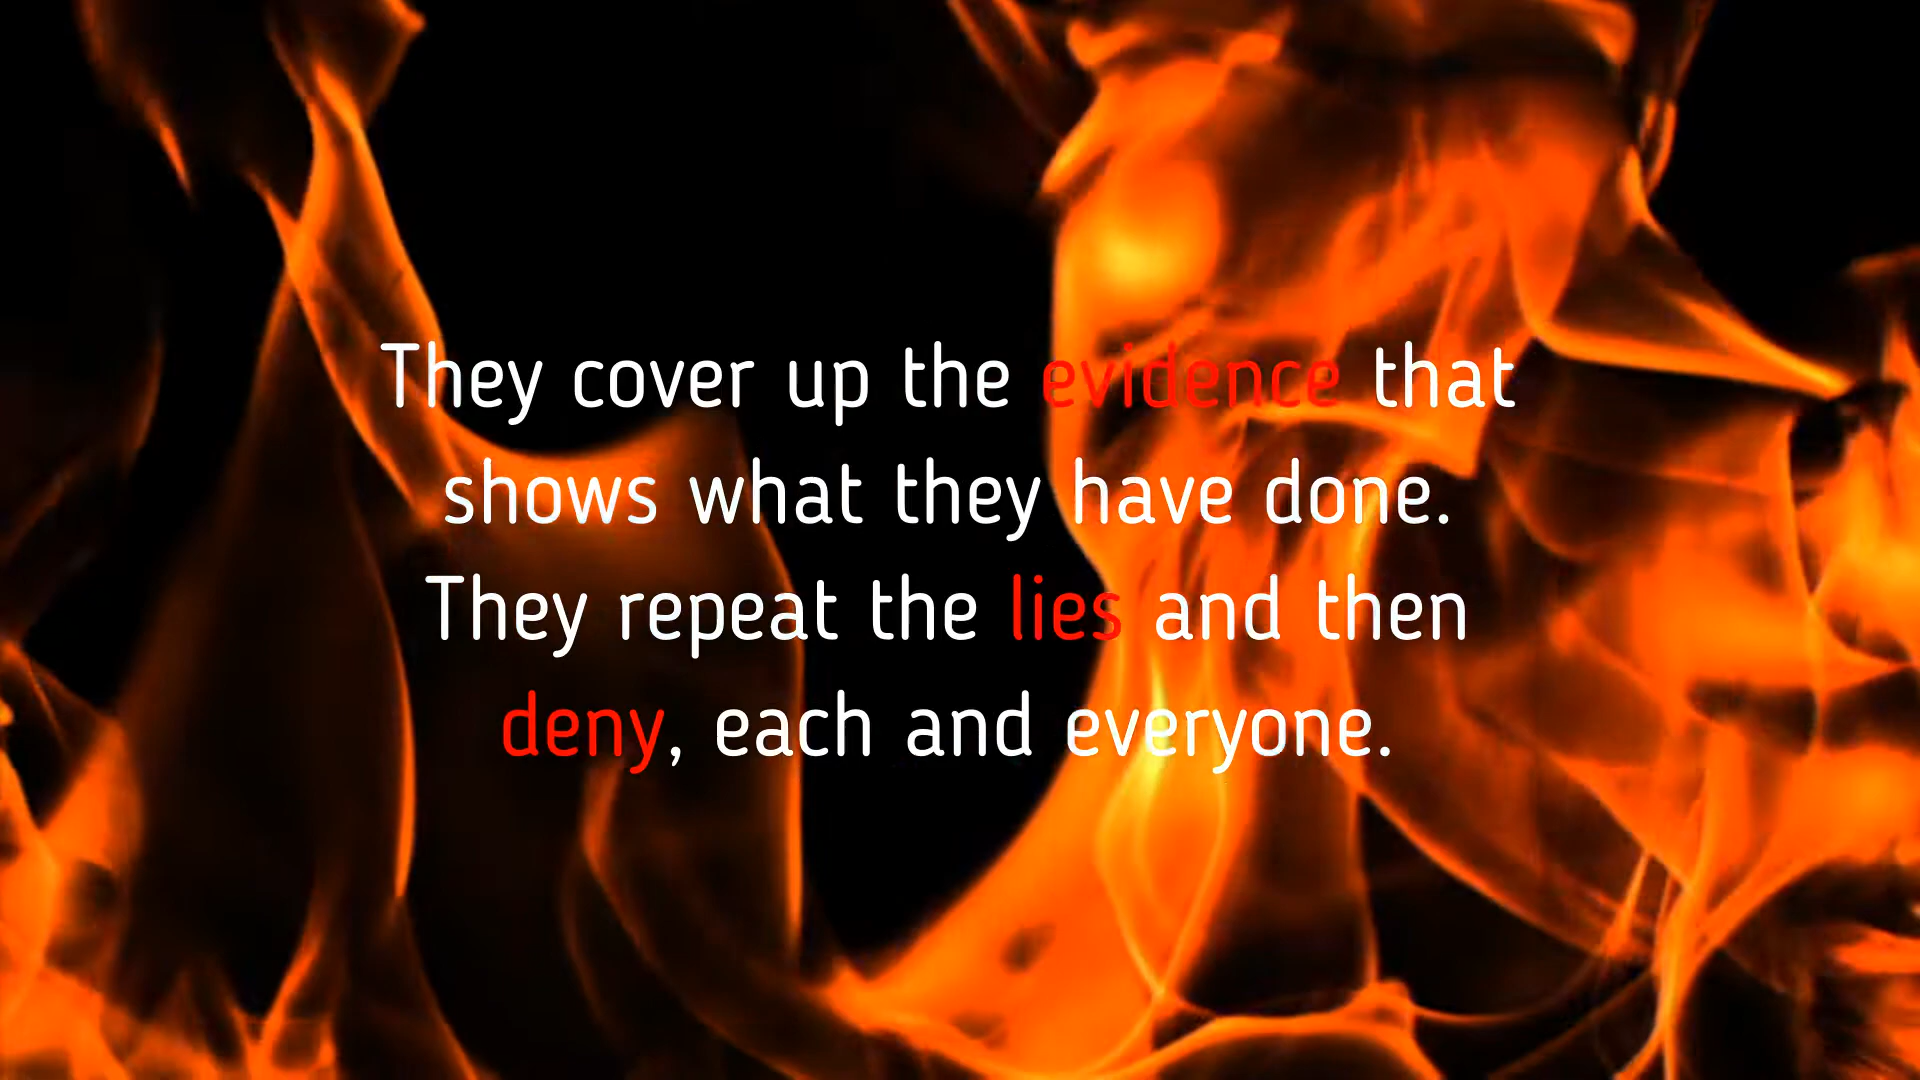 They cover up the evidence that
shows what they have done.
They repeat the lies and then
deny, each and everyone.